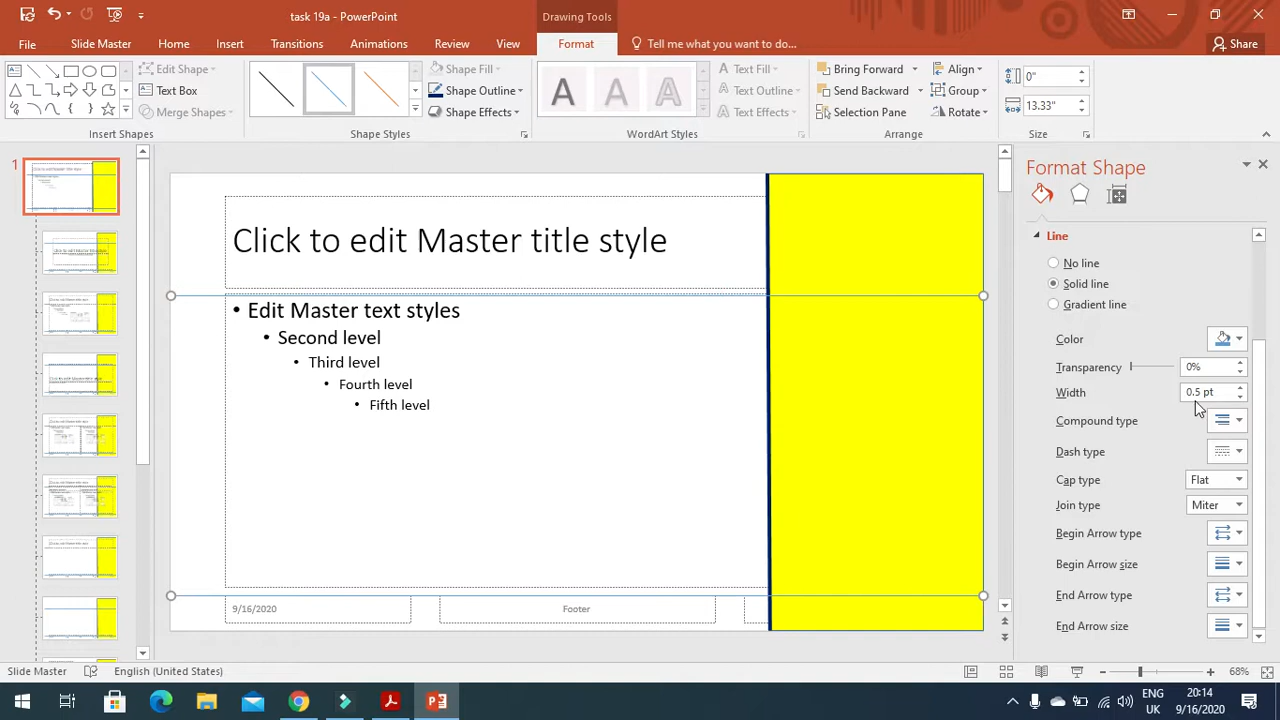 task 19a - PowerPoint
Drawing Tools
File
Slide Master
Home
Insert
Transitions
Animations
Review
View
Format
Tell me what you want to do...
Share
Edit Shape
Text Box
Merge Shapes
Insert Shapes
Shape Fill
Shape Outline
Shape Effects
Shape Styles
A A A
Text Fill
Text Outline
Text Effects
WordArt Styles
Bring Forward
Send Backward
Selection Pane
Align
Group
Rotate
Arrange
0"
13.33"
Size
1
Click to edit Master title style
• Edit Master text styles
• Second level
• Third level
• Fourth level
• Fifth level
9/16/2020
Footer
Format Shape
Line
No line
Solid line
Gradient line
Color
Transparency
0%
Width
0.5 pt
Compound type
Dash type
Cap type
Flat
Join type
Miter
Begin Arrow type
Begin Arrow size
End Arrow type
End Arrow size
Slide Master
English (United States)
68%
ENG
UK
20:14
9/16/2020